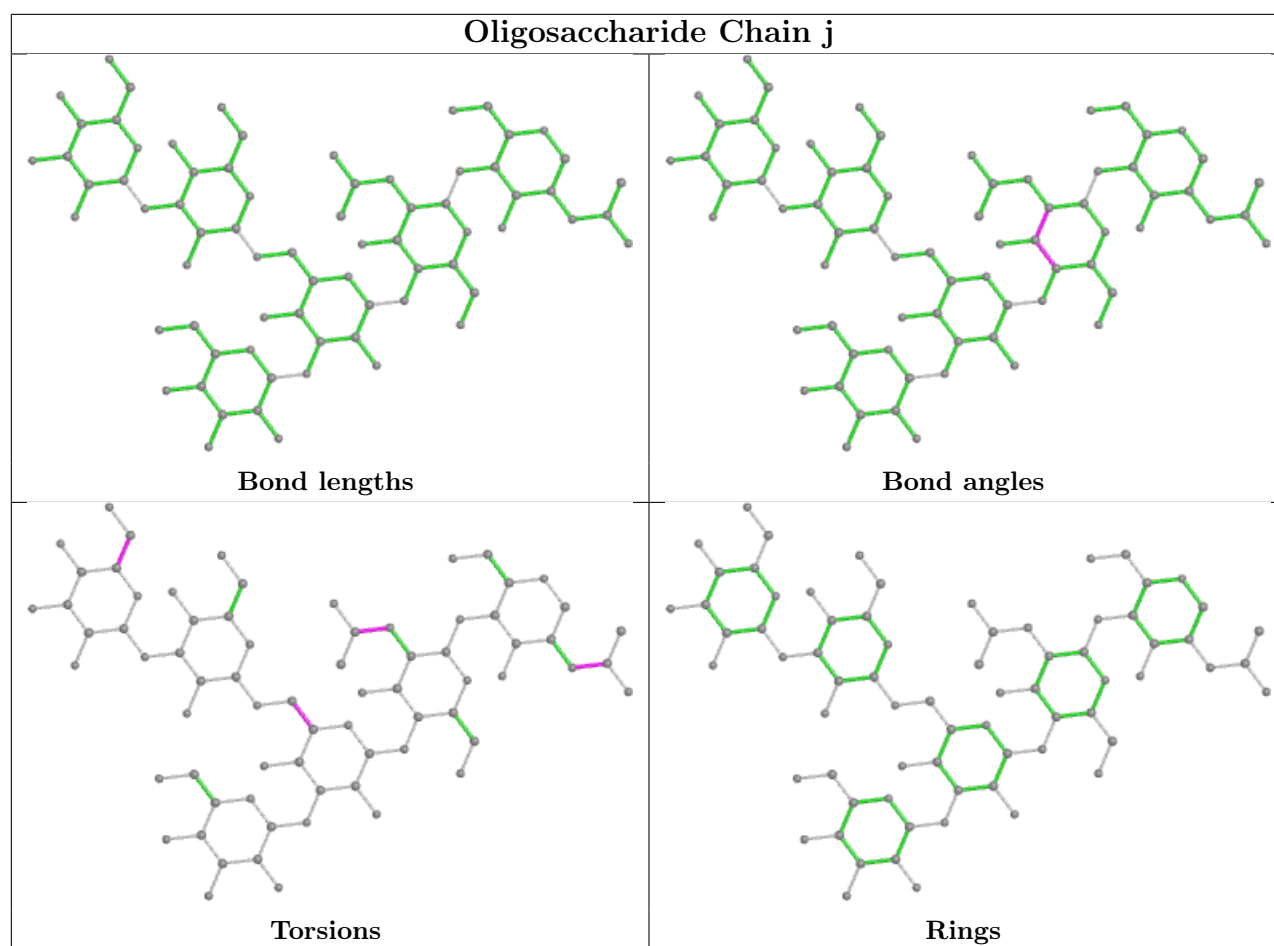 Oligosaccharide Chain j
Bond lengths
Bond angles
Torsions
Rings